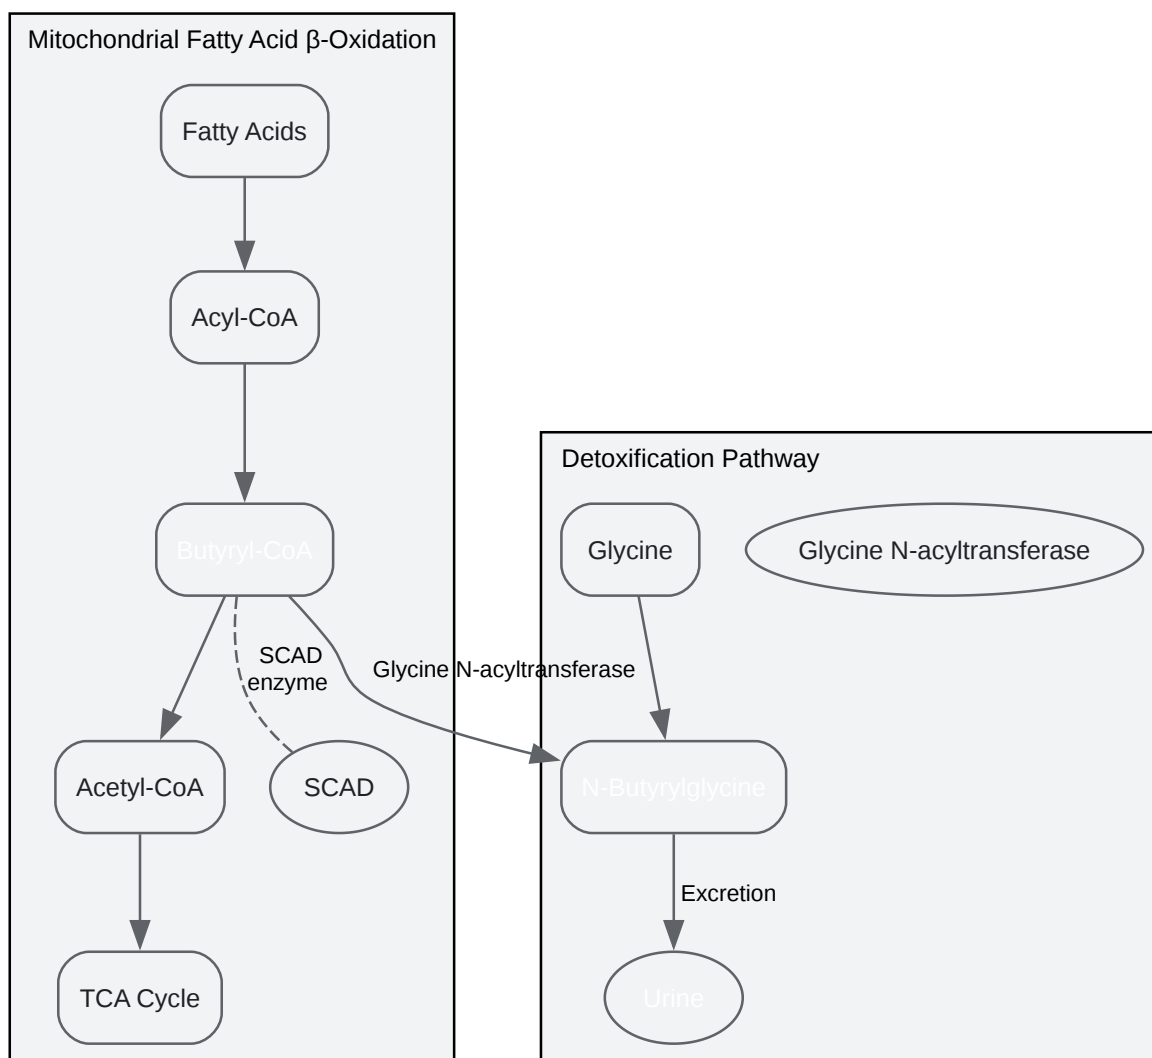 Mitochondrial Fatty Acid β-Oxidation
Fatty Acids
Acyl-CoA
Detoxification Pathway
Butyryl-CoA
Glycine
Glycine N-acyltransferase
SCAD
enzyme
Glycine N-acyltransferase
Acetyl-CoA
SCAD
N-Butyrylglycine
Excretion
TCA Cycle
Urine